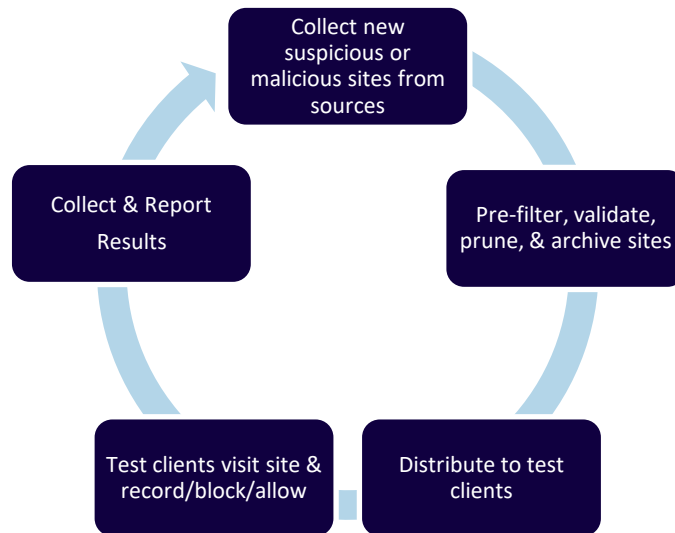 Collect new
suspicious or
malicious sites from
sources
Pre-filter, validate,
prune, & archive sites
Distribute to test
clients
Test clients visit site &
record/block/allow
Collect & Report
Results